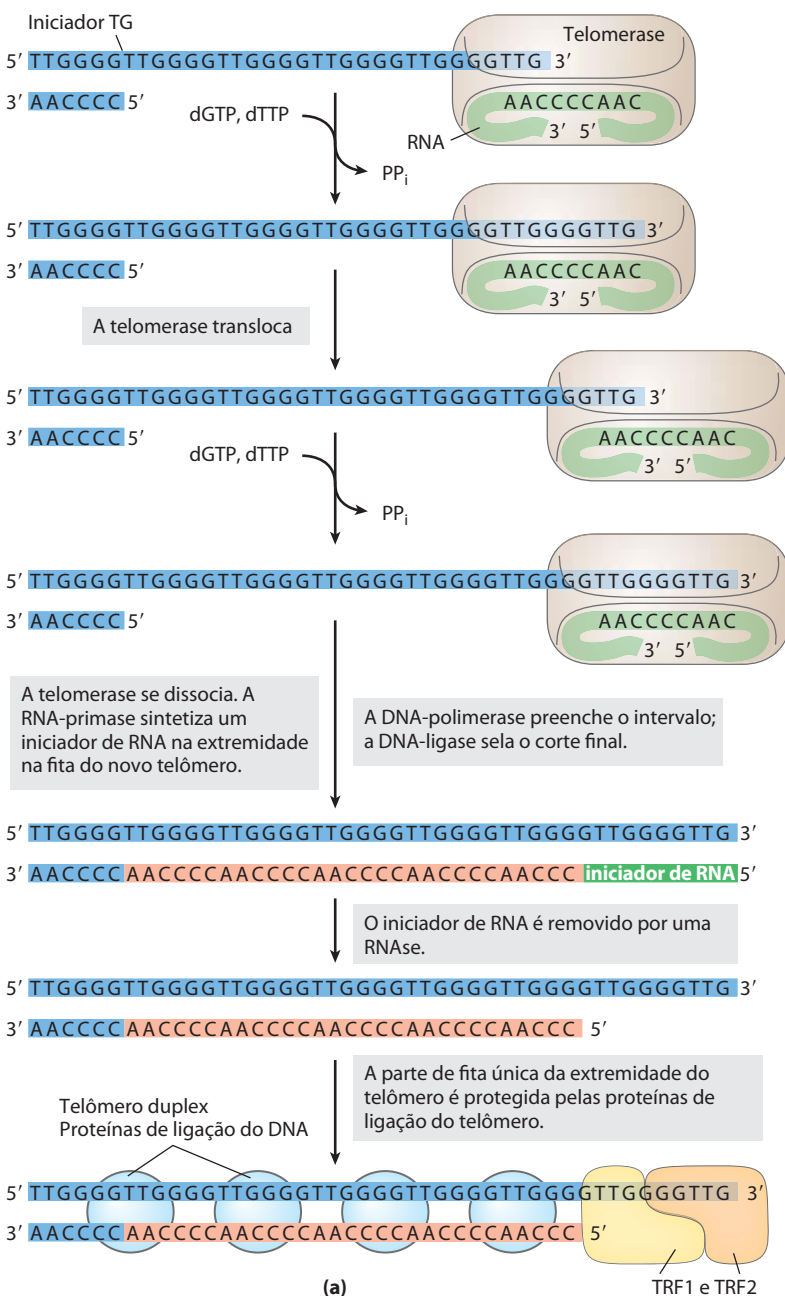 Iniciador TG
Telomerase
5′ TTGGGGTTGGGGTTGGGGTTGGGGTTGGGGTTG 3′
3′ AACCCC 5′
AACCCCAAC
3′ 5′
RNA
dGTP, dTTP
PPi
5′ TTGGGGTTGGGGTTGGGGTTGGGGTTGGGGTTGGGGTTG 3′
3′ AACCCC 5′
AACCCCAAC
3′ 5′
A telomerase transloca
5′ TTGGGGTTGGGGTTGGGGTTGGGGTTGGGGTTGGGGTTG 3′
3′ AACCCC 5′
AACCCCAAC
3′ 5′
dGTP, dTTP
PPi
5′ TTGGGGTTGGGGTTGGGGTTGGGGTTGGGGTTGGGGTTGGGGTTG 3′
3′ AACCCC 5′
AACCCCAAC
3′ 5′
A telomerase se dissocia. A
RNA-primase sintetiza um
iniciador de RNA na extremidade
na fita do novo telômero.
A DNA-polimerase preenche o intervalo;
a DNA-ligase sela o corte final.
5′ TTGGGGTTGGGGTTGGGGTTGGGGTTGGGGTTGGGGTTGGGGTTG 3′
3′ AACCCCAACCCCAACCCCAACCCCAACCCCAACCC iniciador de RNA 5′
O iniciador de RNA é removido por uma
RNAse.
5′ TTGGGGTTGGGGTTGGGGTTGGGGTTGGGGTTGGGGTTGGGGTTG 3′
3′ AACCCCAACCCCAACCCCAACCCCAACCCCAACCC 5′
A parte de fita única da extremidade do
telômero é protegida pelas proteínas de
ligação do telômero.
Telômero duplex
Proteínas de ligação do DNA
5′ TTGGGGTTGGGGTTGGGGTTGGGGTTGGGGTTGGGGTTGGGGTTG 3′
3′ AACCCCAACCCCAACCCCAACCCCAACCCCAACCC 5′
(a)
TRF1 e TRF2